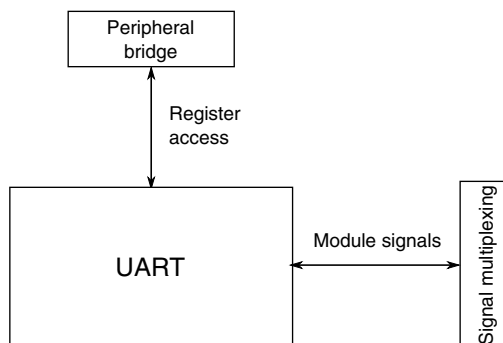 Peripheral
bridge
Register
access
UART
Module signals
Signal multiplexing